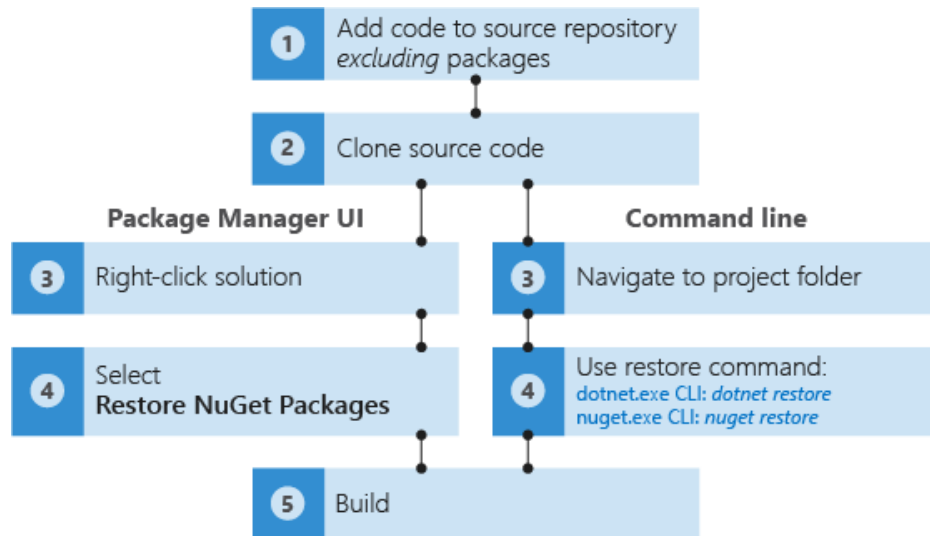 1 Add code to source repository
excluding packages
2 Clone source code
Package Manager UI
3 Right-click solution
4 Select
Restore NuGet Packages
Command line
3 Navigate to project folder
4 Use restore command:
dotnet.exe CLI: dotnet restore
nuget.exe CLI: nuget restore
5 Build